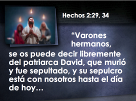 Hechos 2:29, 34
“Varones
hermanos,
se os puede decir libremente
del patriarca David, que murió
y fue sepultado, y su sepulcro
está con nosotros hasta el día
de hoy…